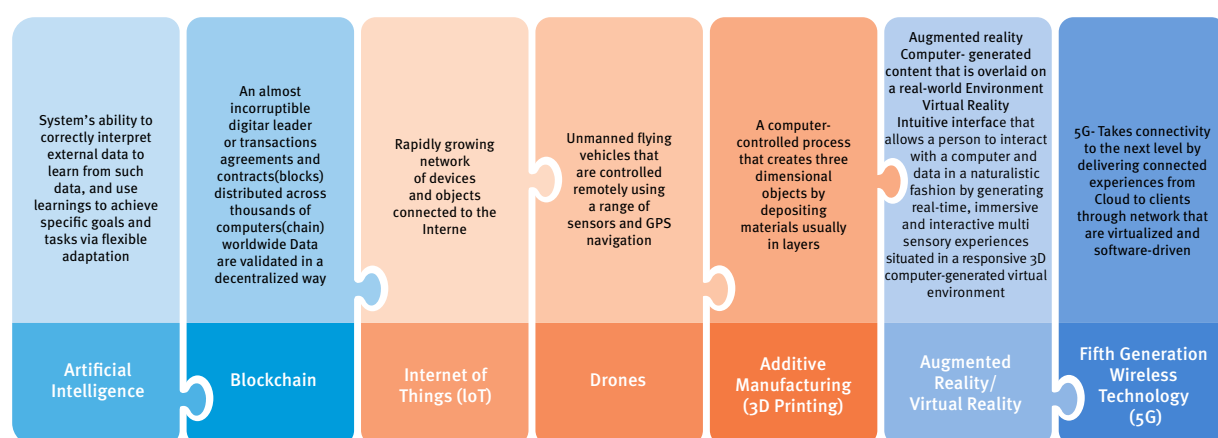 System's ability to
correctly interpret
external data to
learn from such
data, and use
learnings to achieve
specific goals and
tasks via flexible
adaptation
Artificial
Intelligence
An almost
incorruptible
digitar leader
or transactions
agreements and
contracts(blocks)
distributed across
thousands of
computers(chain)
worldwide Data
are validated in a
decentralized way
Blockchain
Rapidly growing
network
of devices
and objects
connected to the
Interne
Internet of
Things (loT)
Unmanned flying
vehicles that
are controlled
remotely using
a range of
sensors and GPS
navigation
Drones
A computer-
controlled process
that creates three
dimensional
objects by
depositing
materials usually
in layers
Additive
Manufacturing
(3D Printing)
Augmented reality
Computer- generated
content that is overlaid on
a real-world Environment
Virtual Reality
Intuitive interface that
allows a person to interact
with a computer and
data in a naturalistic
fashion by generating
real-time, immersive
and interactive multi
sensory experiences
situated in a responsive 3D
computer-generated virtual
environment
Augmented
Reality/
Virtual Reality
5G- Takes connectivity
to the next level by
delivering connected
experiences from
Cloud to clients
through network that
are virtualized and
software-driven
Fifth Generation
Wireless
Technology
(5G)